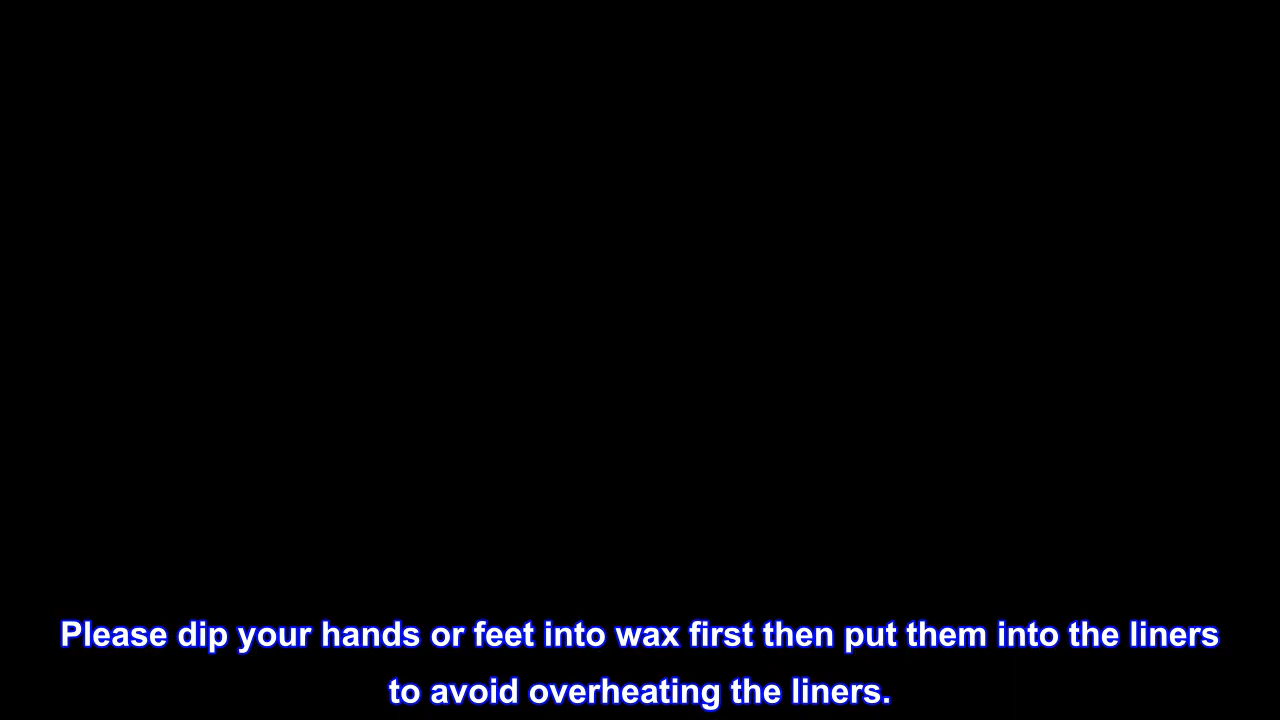 Please dip your hands or feet into wax first then put them into the liners
to avoid overheating the liners.